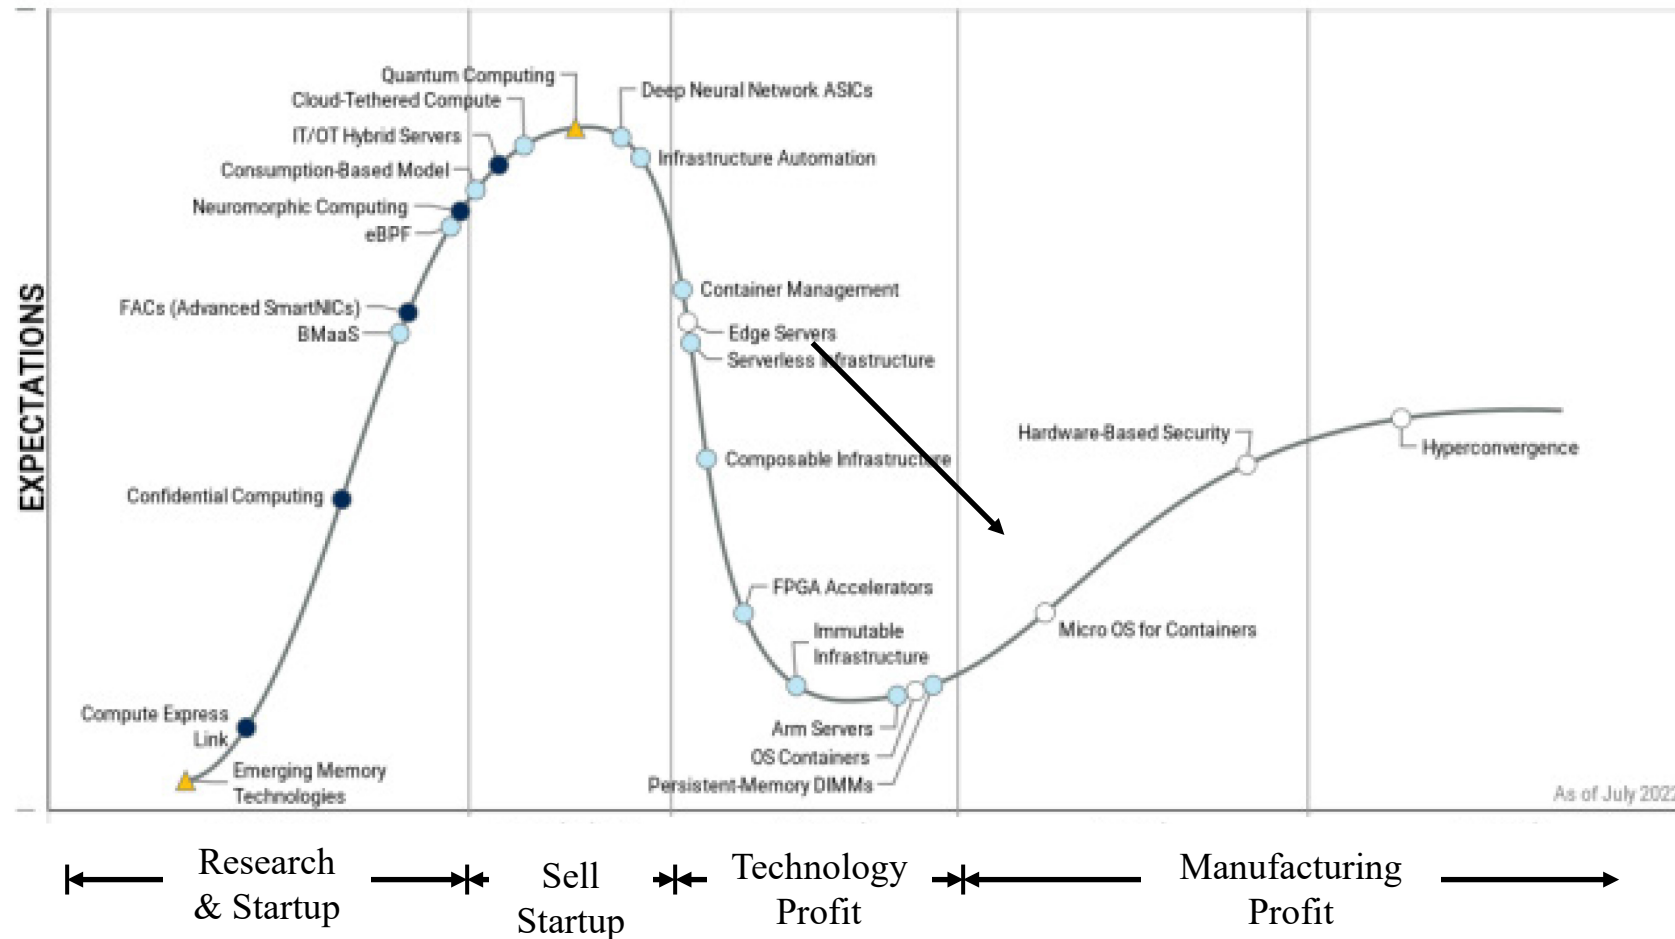 Quantum Computing
Cloud-Tethered Compute
IT/OT Hybrid Servers
Consumption-Based Model
Neuromorphic Computing
eBPF
FACs (Advanced SmartNICs)
BMaaS
Confidential Computing
Compute Express
Link
Emerging Memory
Technologies
Deep Neural Network ASICs
Infrastructure Automation
Container Management
Edge Servers
Serverless Infrastructure
Composable Infrastructure
FPGA Accelerators
Immutable
Infrastructure
Arm Servers
OS Containers
Persistent-Memory DIMMs
Hardware-Based Security
Hyperconvergence
Micro OS for Containers
EXPECTATIONS
As of July 2022
Research
& Startup
Sell
Startup
Technology
Profit
Manufacturing
Profit